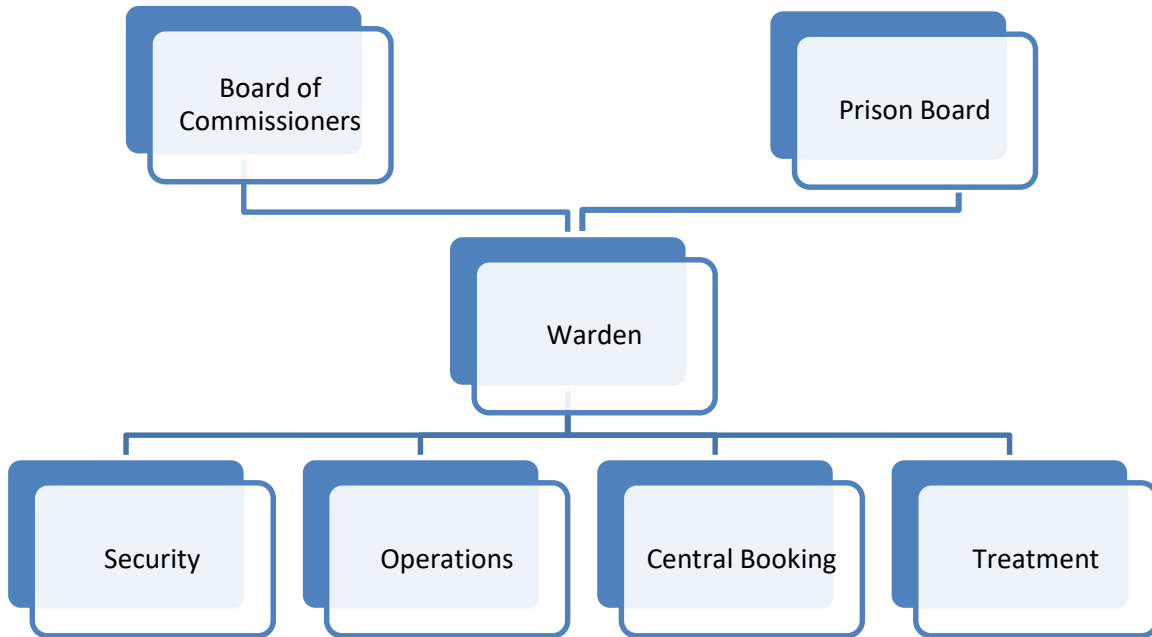 Board of
Commissioners
Prison Board
Warden
Security
Operations
Central Booking
Treatment